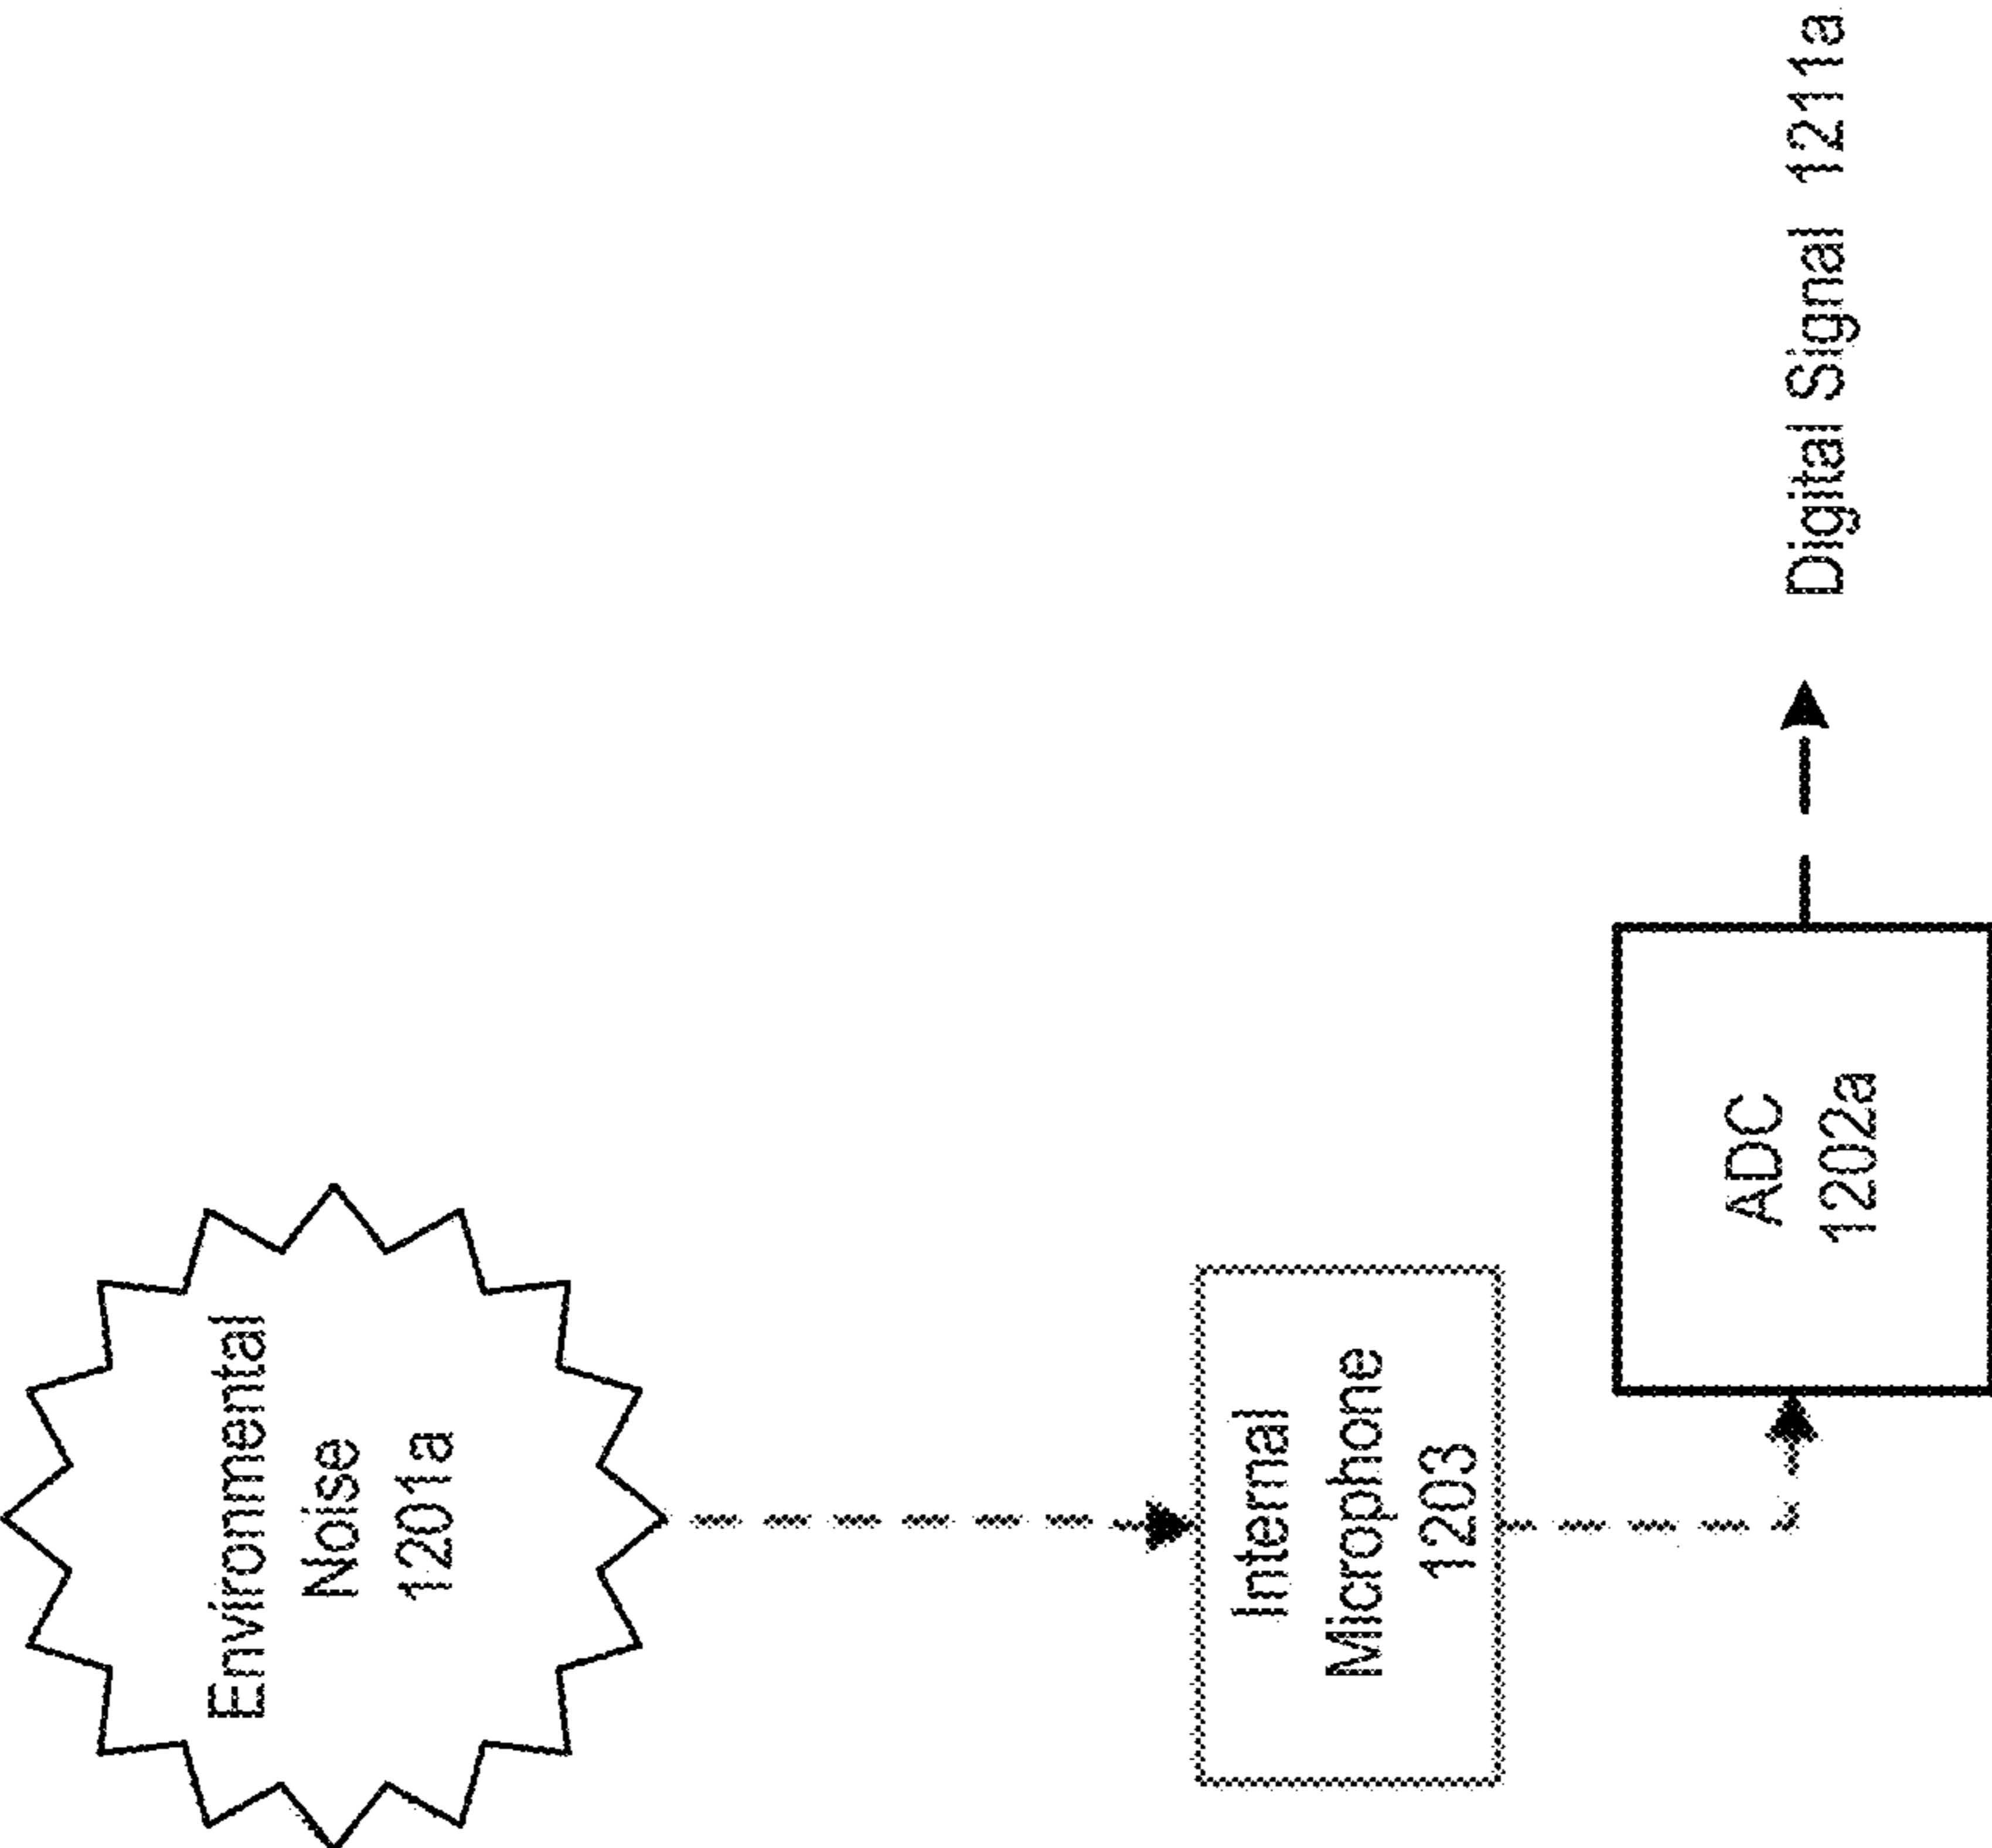 Environmental
Noise
1201a
Internal
Microphone
1203
ADC
1202a
Digital Signal 1211a